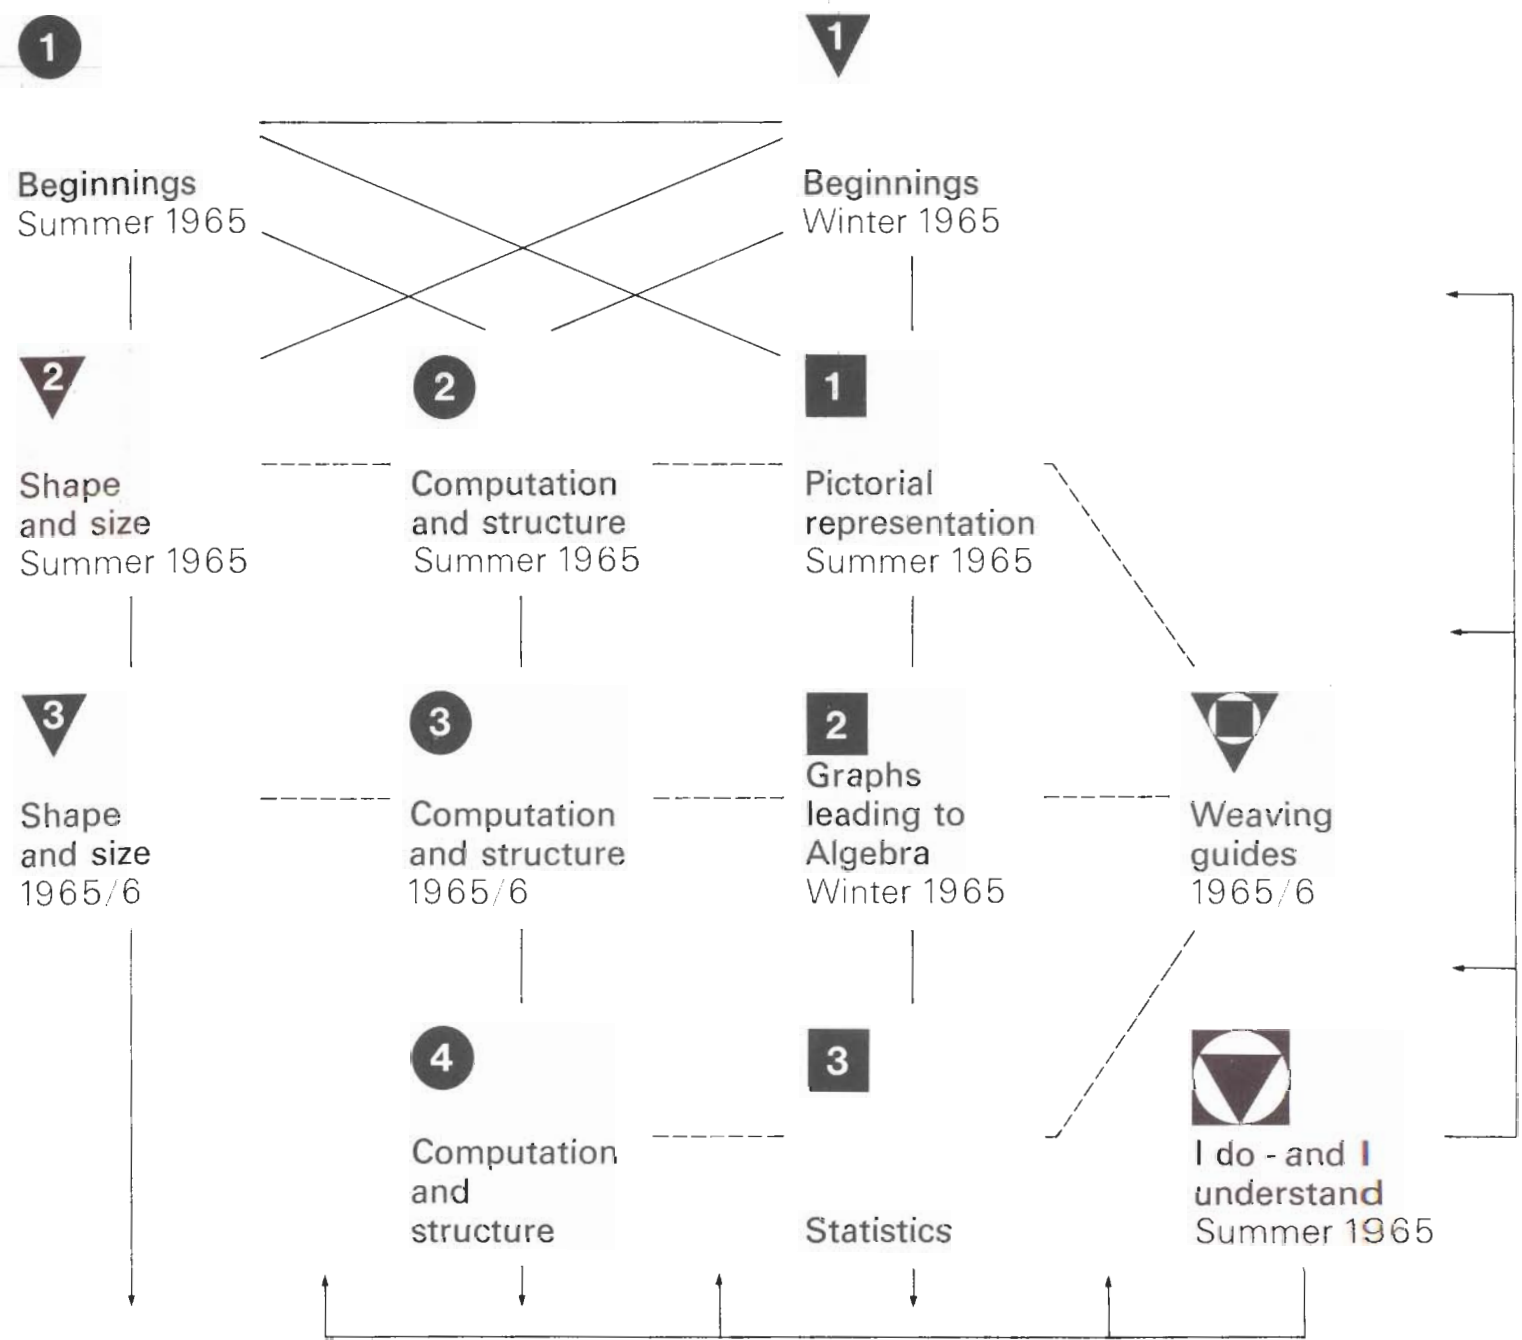 1
Beginnings
Summer 1965
1
Beginnings
Winter 1965
2
Shape
and size
Summer 1965
2
Computation
and structure
Summer 1965
1
Pictorial
representation
Summer 1965
3
Shape
and size
1965/6
3
Computation
and structure
1965/6
2
Graphs
leading to
Algebra
Winter 1965
Weaving
guides
1965/6
4
Computation
and
structure
3
Statistics
I do - and I
understand
Summer 1965